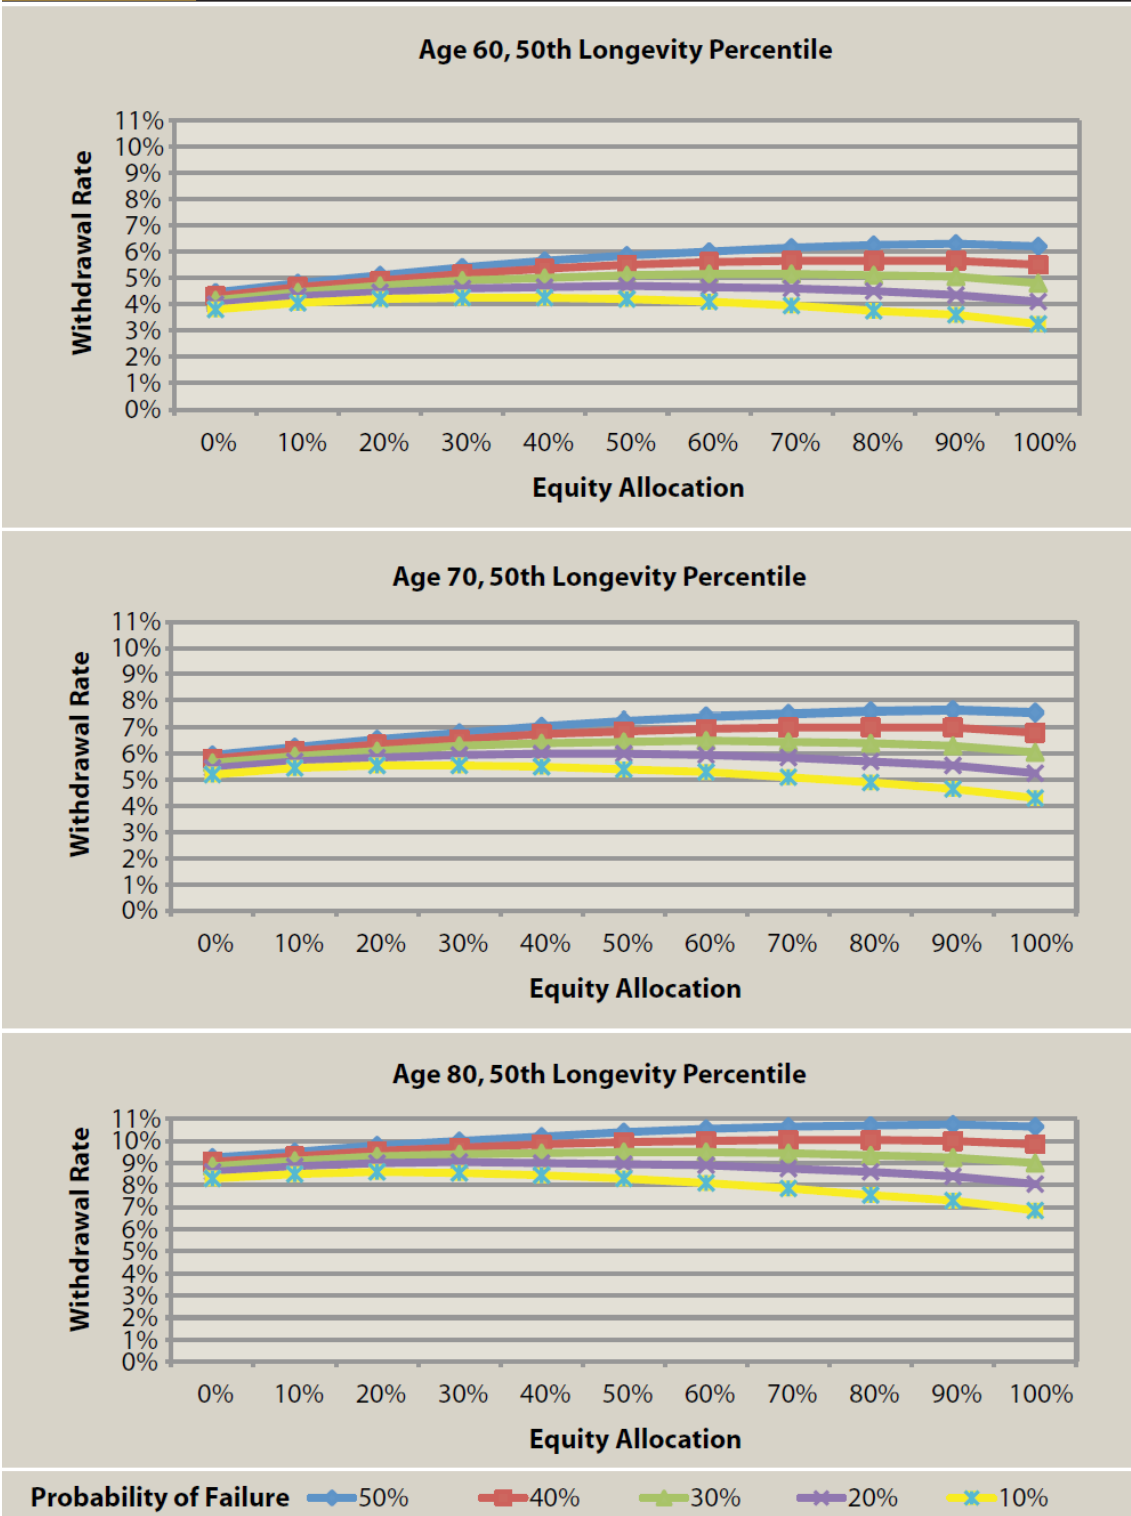 Age 60, 50th Longevity Percentile
11%
10%
9%
8%
7%
6%
5%
4%
3%
2%
1%
0%
Withdrawal Rate
0% 10% 20% 30% 40% 50% 60% 70% 80% 90% 100%
Equity Allocation
Age 70, 50th Longevity Percentile
11%
10%
9%
8%
7%
6%
5%
4%
3%
2%
1%
0%
Withdrawal Rate
0% 10% 20% 30% 40% 50% 60% 70% 80% 90% 100%
Equity Allocation
Age 80, 50th Longevity Percentile
11%
10%
9%
8%
7%
6%
5%
4%
3%
2%
1%
0%
Withdrawal Rate
0% 10% 20% 30% 40% 50% 60% 70% 80% 90% 100%
Equity Allocation
Probability of Failure 50% 40% 30% 20% 10%